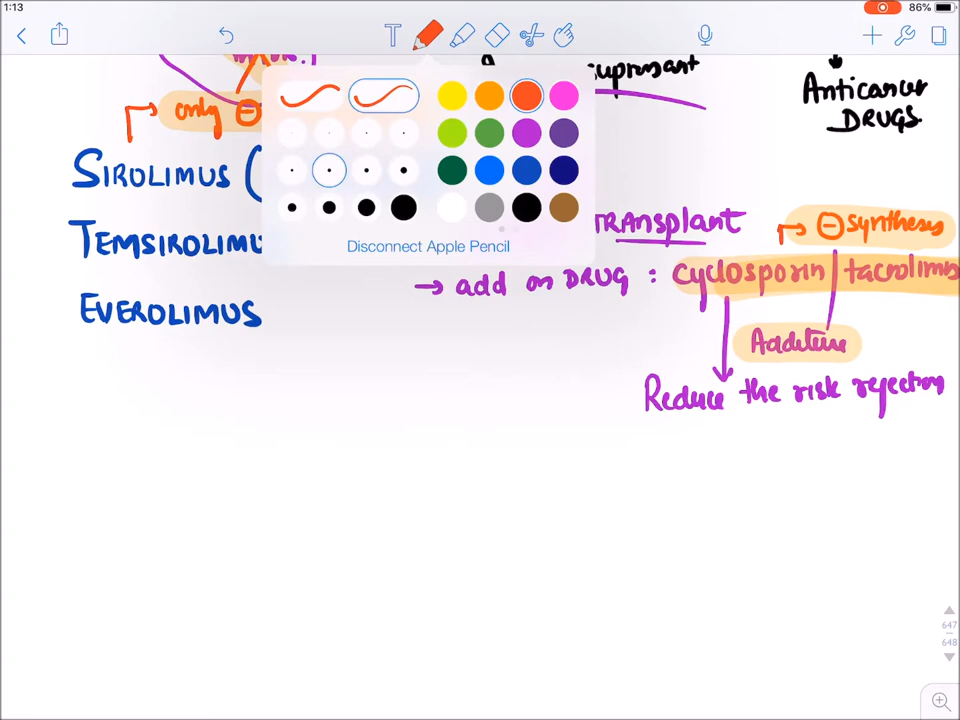 1:13
86%
T
supresant
Anticancer
DRUGS.
only ⊖
SIROLIMUS (
TRANSPLANT
⊖ synthesis
TEMSIROLIMU
→ add on DRUG : cyclosporin | tacrolimus
Disconnect Apple Pencil
EVEROLIMUS
Additive
Reduce the risk rejection
647
648